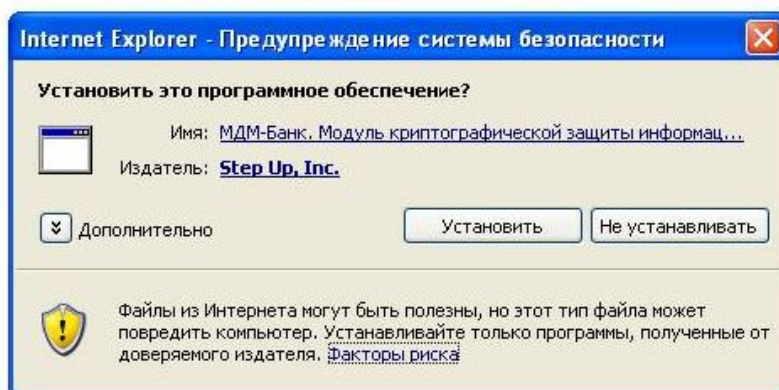 Internet Explorer - Предупреждение системы безопасности
Установить это программное обеспечение?
Имя: МДМ-Банк. Модуль криптографической защиты информац...
Издатель: Step Up, Inc.
Дополнительно
Установить
Не устанавливать
Файлы из Интернета могут быть полезны, но этот тип файла может
повредить компьютер. Устанавливайте только программы, полученные от
доверяемого издателя. Факторы риска